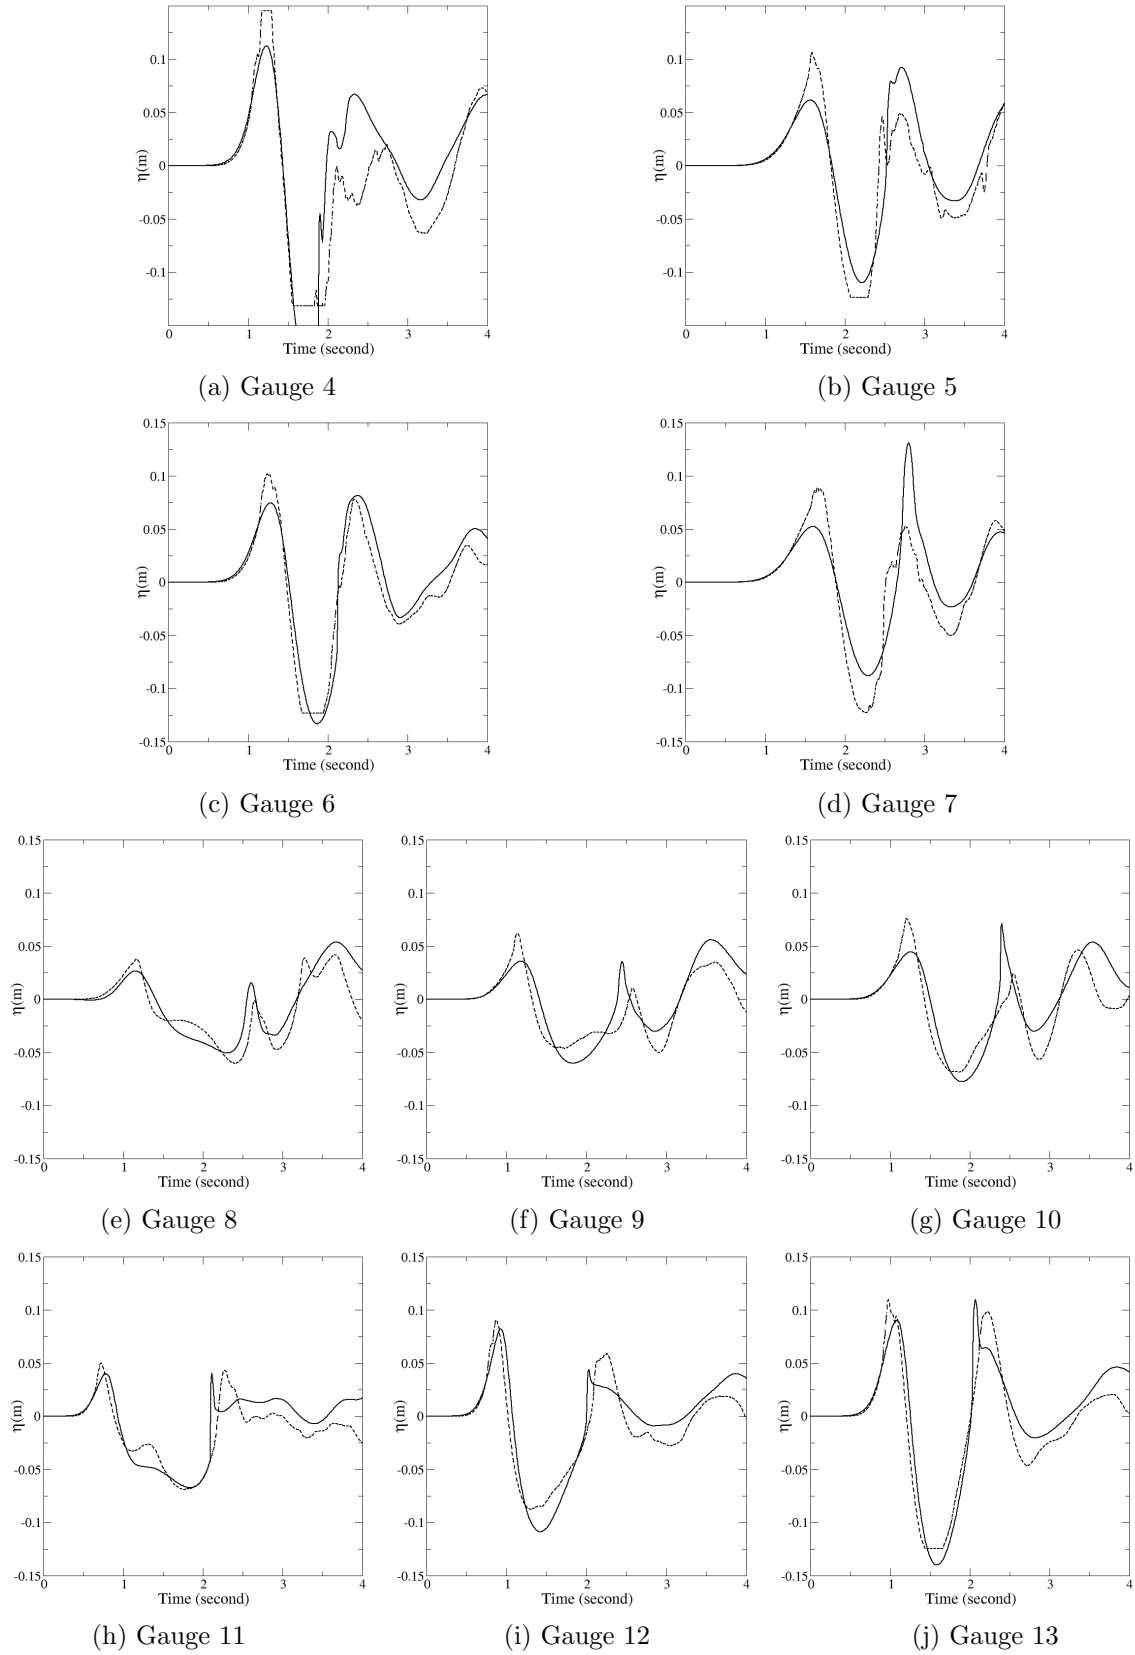 0.1
0.05
0
-0.05
-0.1
η(m)
0 1 2 3 4
Time (second)
(a) Gauge 4
0.1
0.05
0
-0.05
-0.1
η(m)
0 1 2 3 4
Time (second)
(b) Gauge 5
0.15
0.1
0.05
0
-0.05
-0.1
-0.15
η(m)
0 1 2 3 4
Time (second)
(c) Gauge 6
0.15
0.1
0.05
0
-0.05
-0.1
-0.15
η(m)
0 1 2 3 4
Time (second)
(d) Gauge 7
0.15
0.1
0.05
0
-0.05
-0.1
-0.15
η(m)
0 1 2 3 4
Time (second)
(e) Gauge 8
0.15
0.1
0.05
0
-0.05
-0.1
-0.15
η(m)
0 1 2 3 4
Time (second)
(f) Gauge 9
0.15
0.1
0.05
0
-0.05
-0.1
-0.15
η(m)
0 1 2 3 4
Time (second)
(g) Gauge 10
0.15
0.1
0.05
0
-0.05
-0.1
-0.15
η(m)
0 1 2 3 4
Time (second)
(h) Gauge 11
0.15
0.1
0.05
0
-0.05
-0.1
-0.15
η(m)
0 1 2 3 4
Time (second)
(i) Gauge 12
0.15
0.1
0.05
0
-0.05
-0.1
-0.15
η(m)
0 1 2 3 4
Time (second)
(j) Gauge 13